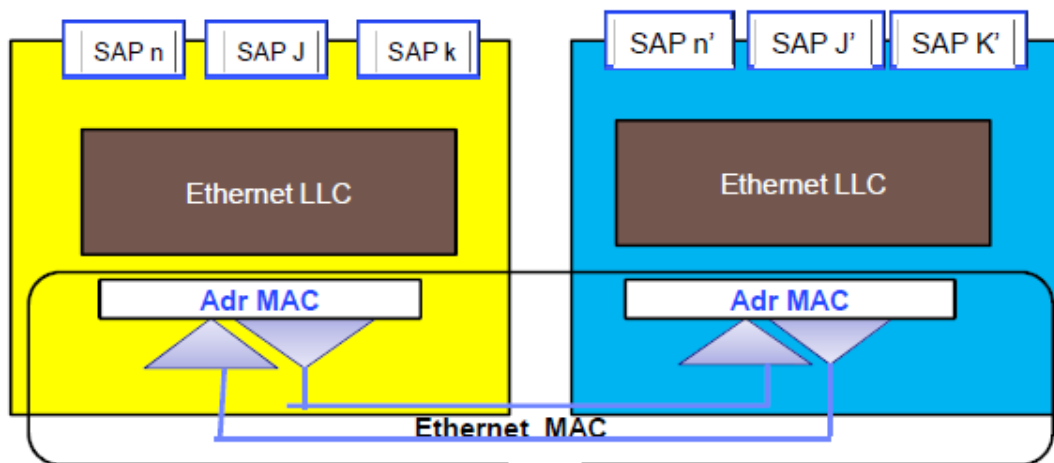 SAP n SAP J SAP k SAP n’ SAP J’ SAP K’
Ethernet LLC Ethernet LLC
Adr MAC Adr MAC
Ethernet MAC